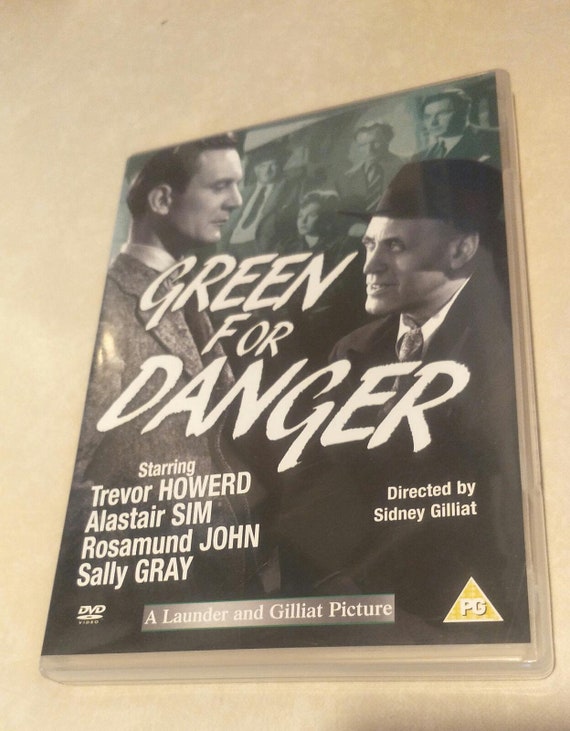 GREEN
FOR
DANGER
Starring
Trevor HOWERD
Alastair SIM
Rosamund JOHN
Sally GRAY
Directed by
Sidney Gilliat
DVD
VIDEO
A Launder and Gilliat Picture
PG